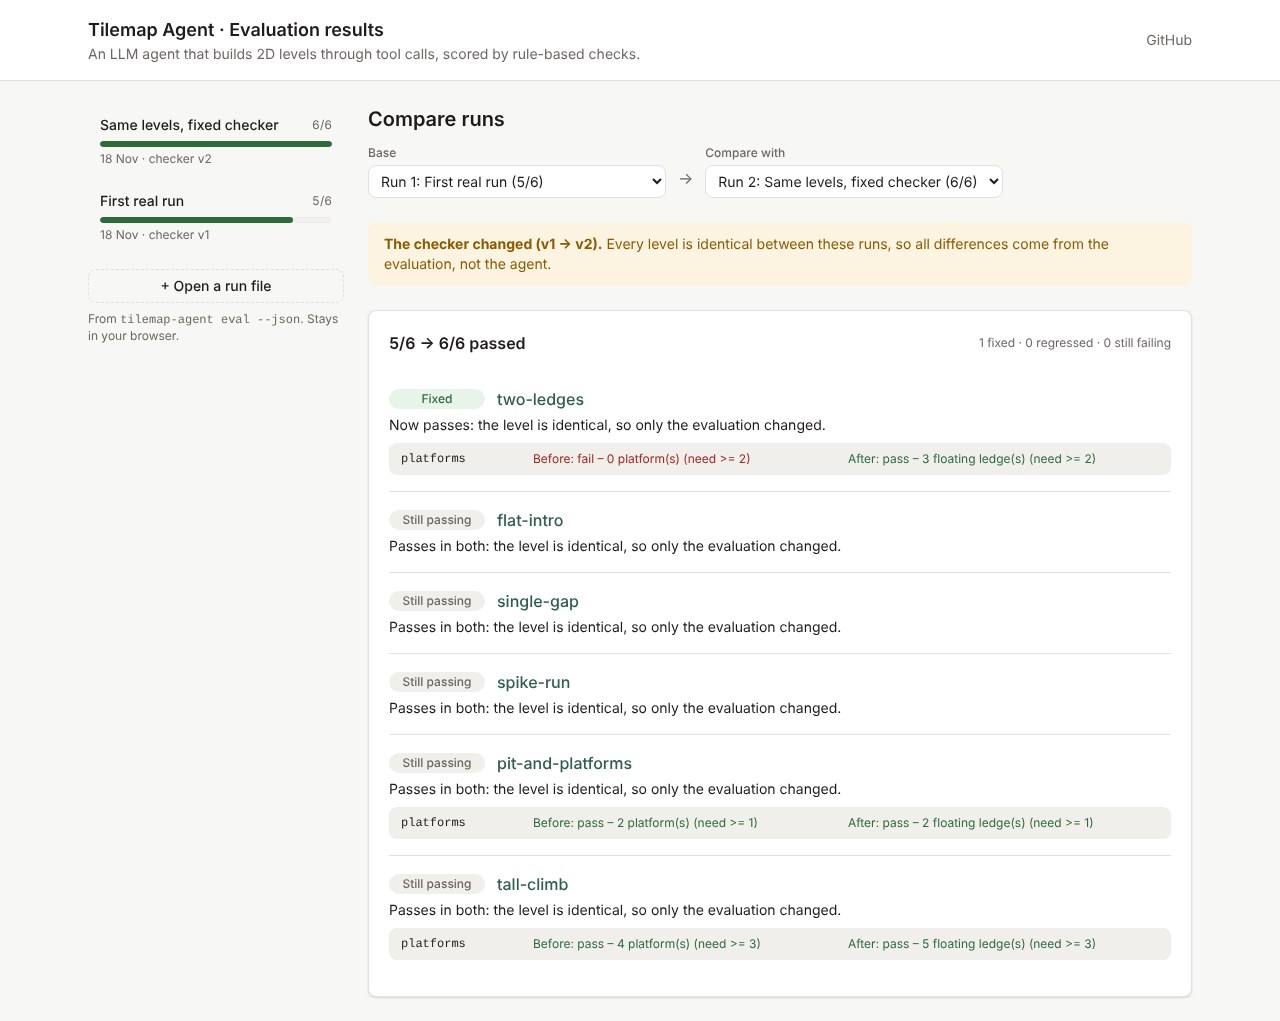 Tilemap Agent · Evaluation results
An LLM agent that builds 2D levels through tool calls, scored by rule-based checks.
GitHub
Same levels, fixed checker 6/6
18 Nov · checker v2
First real run 5/6
18 Nov · checker v1
+ Open a run file
From tilemap-agent eval --json. Stays
in your browser.
Compare runs
Base
Run 1: First real run (5/6)
→
Compare with
Run 2: Same levels, fixed checker (6/6)
The checker changed (v1 → v2). Every level is identical between these runs, so all differences come from the
evaluation, not the agent.
5/6 → 6/6 passed
1 fixed · 0 regressed · 0 still failing
Fixed two-ledges
Now passes: the level is identical, so only the evaluation changed.
platforms Before: fail – 0 platform(s) (need >= 2) After: pass – 3 floating ledge(s) (need >= 2)
Still passing flat-intro
Passes in both: the level is identical, so only the evaluation changed.
Still passing single-gap
Passes in both: the level is identical, so only the evaluation changed.
Still passing spike-run
Passes in both: the level is identical, so only the evaluation changed.
Still passing pit-and-platforms
Passes in both: the level is identical, so only the evaluation changed.
platforms Before: pass – 2 platform(s) (need >= 1) After: pass – 2 floating ledge(s) (need >= 1)
Still passing tall-climb
Passes in both: the level is identical, so only the evaluation changed.
platforms Before: pass – 4 platform(s) (need >= 3) After: pass – 5 floating ledge(s) (need >= 3)